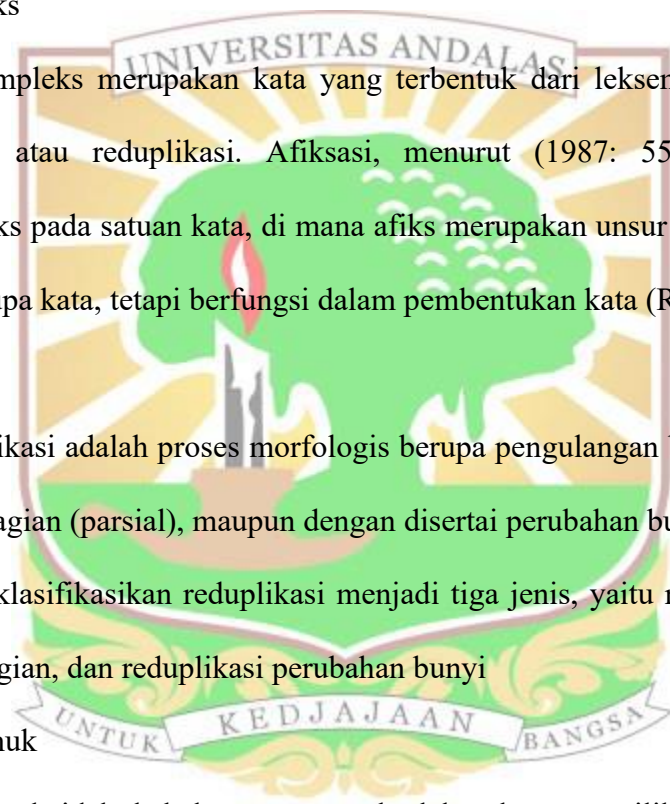 ks
UNIVERSITAS ANDALAS
mpleks merupakan kata yang terbentuk dari leksem
atau reduplikasi. Afiksasi, menurut (1987: 55
ks pada satuan kata, di mana afiks merupakan unsur
upa kata, tetapi berfungsi dalam pembentukan kata (R
ikasi adalah proses morfologis berupa pengulangan
agian (parsial), maupun dengan disertai perubahan bu
klasifikasikan reduplikasi menjadi tiga jenis, yaitu
gian, dan reduplikasi perubahan bunyi
UNTUK KEDJAJAAN BANGSA
uk